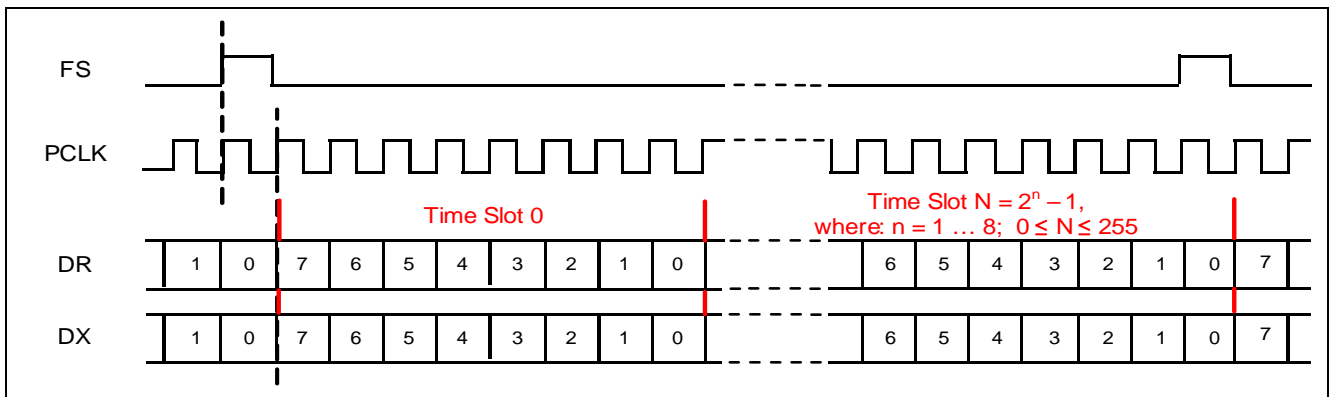 FS
PCLK
Time Slot 0
Time Slot N = 2ⁿ – 1,
where: n = 1 … 8; 0 ≤ N ≤ 255
DR 1 0 7 6 5 4 3 2 1 0 6 5 4 3 2 1 0 7
DX 1 0 7 6 5 4 3 2 1 0 6 5 4 3 2 1 0 7